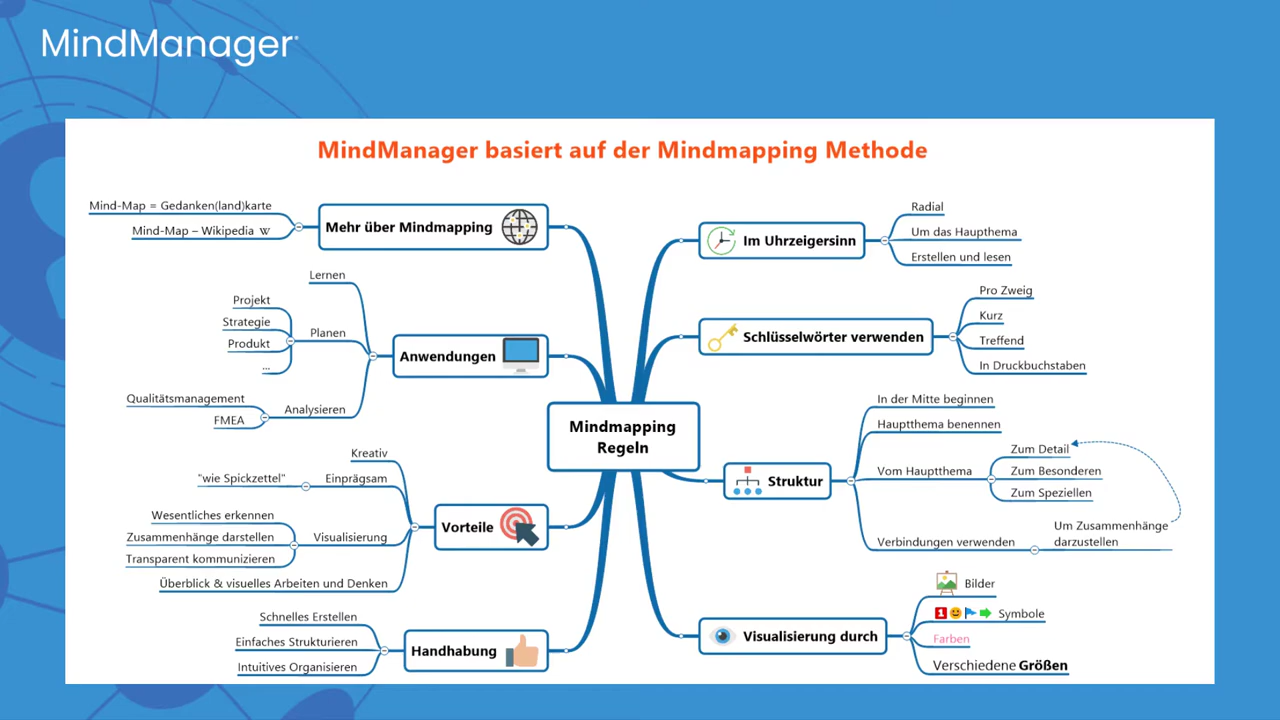 MindManager®
MindManager basiert auf der Mindmapping Methode
Mindmapping
Regeln
Im Uhrzeigersinn
Radial
Um das Haupthema
Erstellen und lesen
Schlüsselwörter verwenden
Pro Zweig
Kurz
Treffend
In Druckbuchstaben
Struktur
In der Mitte beginnen
Hauptthema benennen
Vom Hauptthema
Zum Detail
Zum Besonderen
Zum Speziellen
Verbindungen verwenden
Um Zusammenhänge
darzustellen
Visualisierung durch
Bilder
1
Symbole
Farben
Verschiedene Größen
Handhabung
Schnelles Erstellen
Einfaches Strukturieren
Intuitives Organisieren
Vorteile
Kreativ
Einprägsam
"wie Spickzettel"
Visualisierung
Wesentliches erkennen
Zusammenhänge darstellen
Transparent kommunizieren
Überblick & visuelles Arbeiten und Denken
Anwendungen
Lernen
Planen
Projekt
Strategie
Produkt
...
Analysieren
Qualitätsmanagement
FMEA
Mehr über Mindmapping
Mind-Map = Gedanken(land)karte
Mind-Map – Wikipedia W